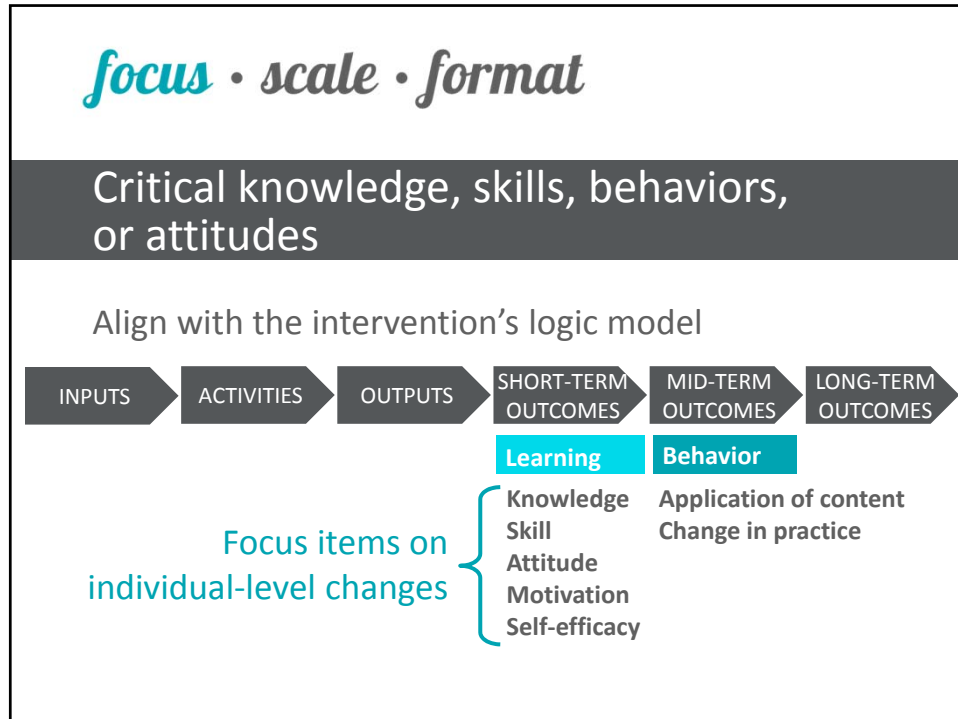 focus • scale • format
Critical knowledge, skills, behaviors,
or attitudes
Align with the intervention’s logic model
INPUTS
ACTIVITIES
OUTPUTS
SHORT-TERM
OUTCOMES
MID-TERM
OUTCOMES
LONG-TERM
OUTCOMES
Learning
Knowledge
Skill
Attitude
Motivation
Self-efficacy
Behavior
Application of content
Change in practice
Focus items on
individual-level changes